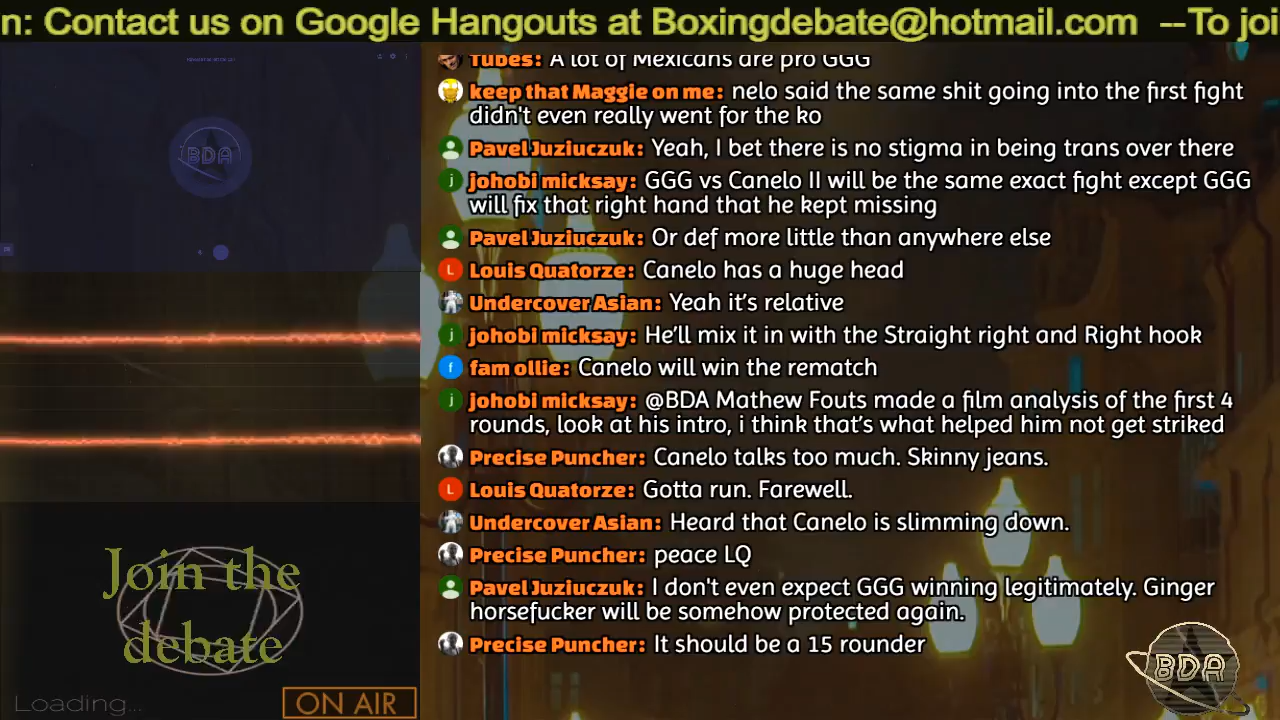 n: Contact us on Google Hangouts at Boxingdebate@hotmail.com --To joi
Tubes: A lot of Mexicans are pro GGG
keep that Maggie on me: nelo said the same shit going into the first fight
didn't even really went for the ko
Pavel Juziuczuk: Yeah, I bet there is no stigma in being trans over there
johobi micksay: GGG vs Canelo II will be the same exact fight except GGG
will fix that right hand that he kept missing
Pavel Juziuczuk: Or def more little than anywhere else
Louis Quatorze: Canelo has a huge head
Undercover Asian: Yeah it’s relative
johobi micksay: He’ll mix it in with the Straight right and Right hook
fam ollie: Canelo will win the rematch
johobi micksay: @BDA Mathew Fouts made a film analysis of the first 4
rounds, look at his intro, i think that’s what helped him not get striked
Precise Puncher: Canelo talks too much. Skinny jeans.
Louis Quatorze: Gotta run. Farewell.
Undercover Asian: Heard that Canelo is slimming down.
Precise Puncher: peace LQ
Pavel Juziuczuk: I don't even expect GGG winning legitimately. Ginger
horsefucker will be somehow protected again.
Precise Puncher: It should be a 15 rounder
BDA
Join the
debate
Loading...
ON AIR
BDA